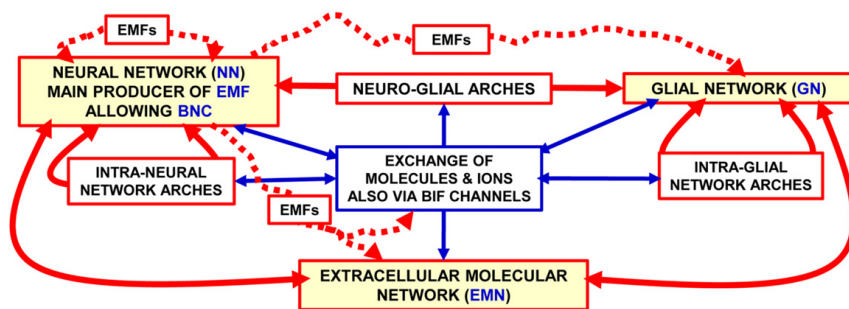 EMFs
EMFs
NEURAL NETWORK (NN)
MAIN PRODUCER OF EMF
ALLOWING BNC
NEURO-GLIAL ARCHES
GLIAL NETWORK (GN)
INTRA-NEURAL
NETWORK ARCHES
EXCHANGE OF
MOLECULES & IONS
ALSO VIA BIF CHANNELS
INTRA-GLIAL
NETWORK ARCHES
EMFs
EXTRACELLULAR MOLECULAR
NETWORK (EMN)